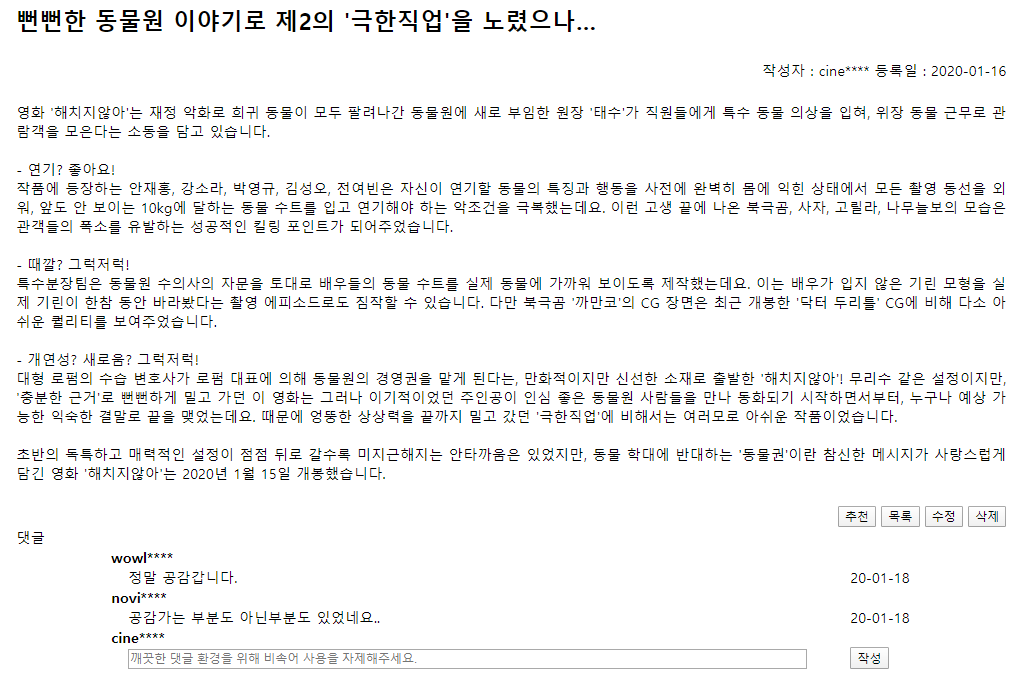 뻔뻔한 동물원 이야기로 제2의 '극한직업'을 노렸으나...
작성자 : cine**** 등록일 : 2020-01-16
영화 '해치지않아'는 재정 악화로 희귀 동물이 모두 팔려나간 동물원에 새로 부임한 원장 '태수'가 직원들에게 특수 동물 의상을 입혀, 위장 동물 근무로 관
람객을 모은다는 소동을 담고 있습니다.
- 연기? 좋아요!
작품에 등장하는 안재홍, 강소라, 박영규, 김성오, 전여빈은 자신이 연기할 동물의 특징과 행동을 사전에 완벽히 몸에 익힌 상태에서 모든 촬영 동선을 외
워, 앞도 안 보이는 10kg에 달하는 동물 수트를 입고 연기해야 하는 악조건을 극복했는데요. 이런 고생 끝에 나온 북극곰, 사자, 고릴라, 나무늘보의 모습은
관객들의 폭소를 유발하는 성공적인 킬링 포인트가 되어주었습니다.
- 때깔? 그럭저럭!
특수분장팀은 동물원 수의사의 자문을 토대로 배우들의 동물 수트를 실제 동물에 가까워 보이도록 제작했는데요. 이는 배우가 입지 않은 기린 모형을 실
제 기린이 한참 동안 바라봤다는 촬영 에피소드로도 짐작할 수 있습니다. 다만 북극곰 '까만코'의 CG 장면은 최근 개봉한 '닥터 두리틀' CG에 비해 다소 아
쉬운 퀄리티를 보여주었습니다.
- 개연성? 새로움? 그럭저럭!
대형 로펌의 수습 변호사가 로펌 대표에 의해 동물원의 경영권을 맡게 된다는, 만화적이지만 신선한 소재로 출발한 '해치지않아'! 무리수 같은 설정이지만,
'충분한 근거'로 뻔뻔하게 밀고 가던 이 영화는 그러나 이기적이었던 주인공이 인심 좋은 동물원 사람들을 만나 동화되기 시작하면서부터, 누구나 예상 가
능한 익숙한 결말로 끝을 맺었는데요. 때문에 엉뚱한 상상력을 끝까지 밀고 갔던 '극한직업'에 비해서는 여러모로 아쉬운 작품이었습니다.
초반의 독특하고 매력적인 설정이 점점 뒤로 갈수록 미지근해지는 안타까움은 있었지만, 동물 학대에 반대하는 '동물권'이란 참신한 메시지가 사랑스럽게
담긴 영화 '해치지않아'는 2020년 1월 15일 개봉했습니다.
추천 목록 수정 삭제
댓글
wowl****
정말 공감갑니다. 20-01-18
novi****
공감가는 부분도 아닌부분도 있었네요.. 20-01-18
cine****
깨끗한 댓글 환경을 위해 비속어 사용을 자제해주세요. 작성